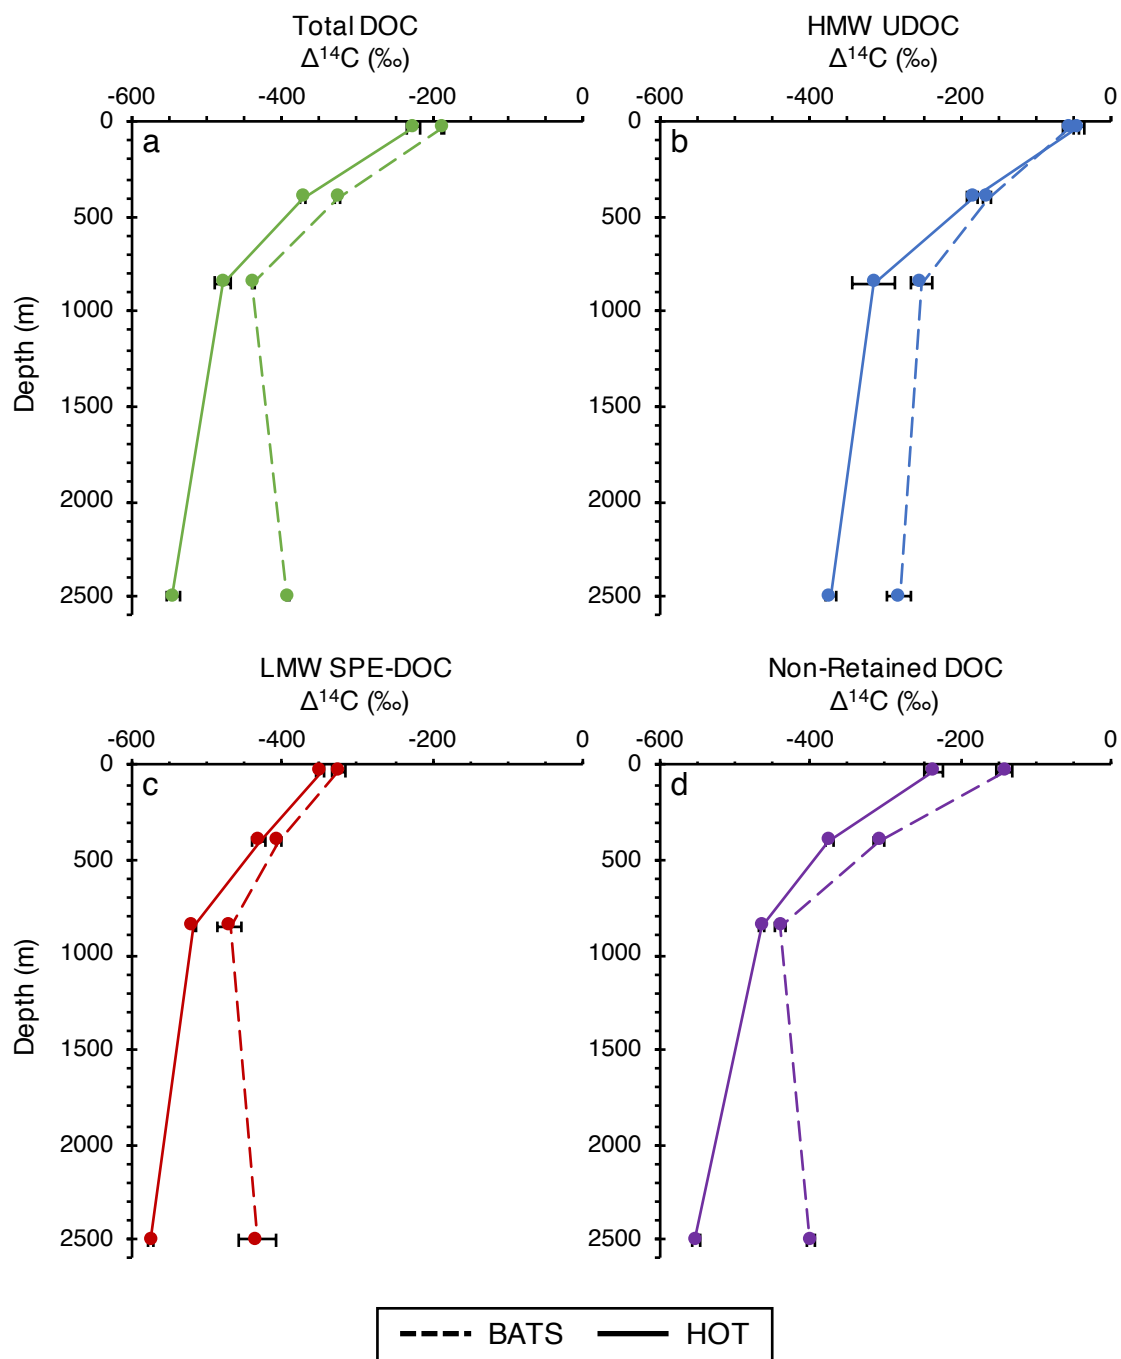 Total DOC
Δ¹⁴C (‰)
-600 -400 -200 0
0
500
1000
1500
2000
2500
Depth (m)
a
HMW UDOC
Δ¹⁴C (‰)
-600 -400 -200 0
0
500
1000
1500
2000
2500
b
LMW SPE-DOC
Δ¹⁴C (‰)
-600 -400 -200 0
0
500
1000
1500
2000
2500
Depth (m)
c
Non-Retained DOC
Δ¹⁴C (‰)
-600 -400 -200 0
0
500
1000
1500
2000
2500
d
BATS HOT